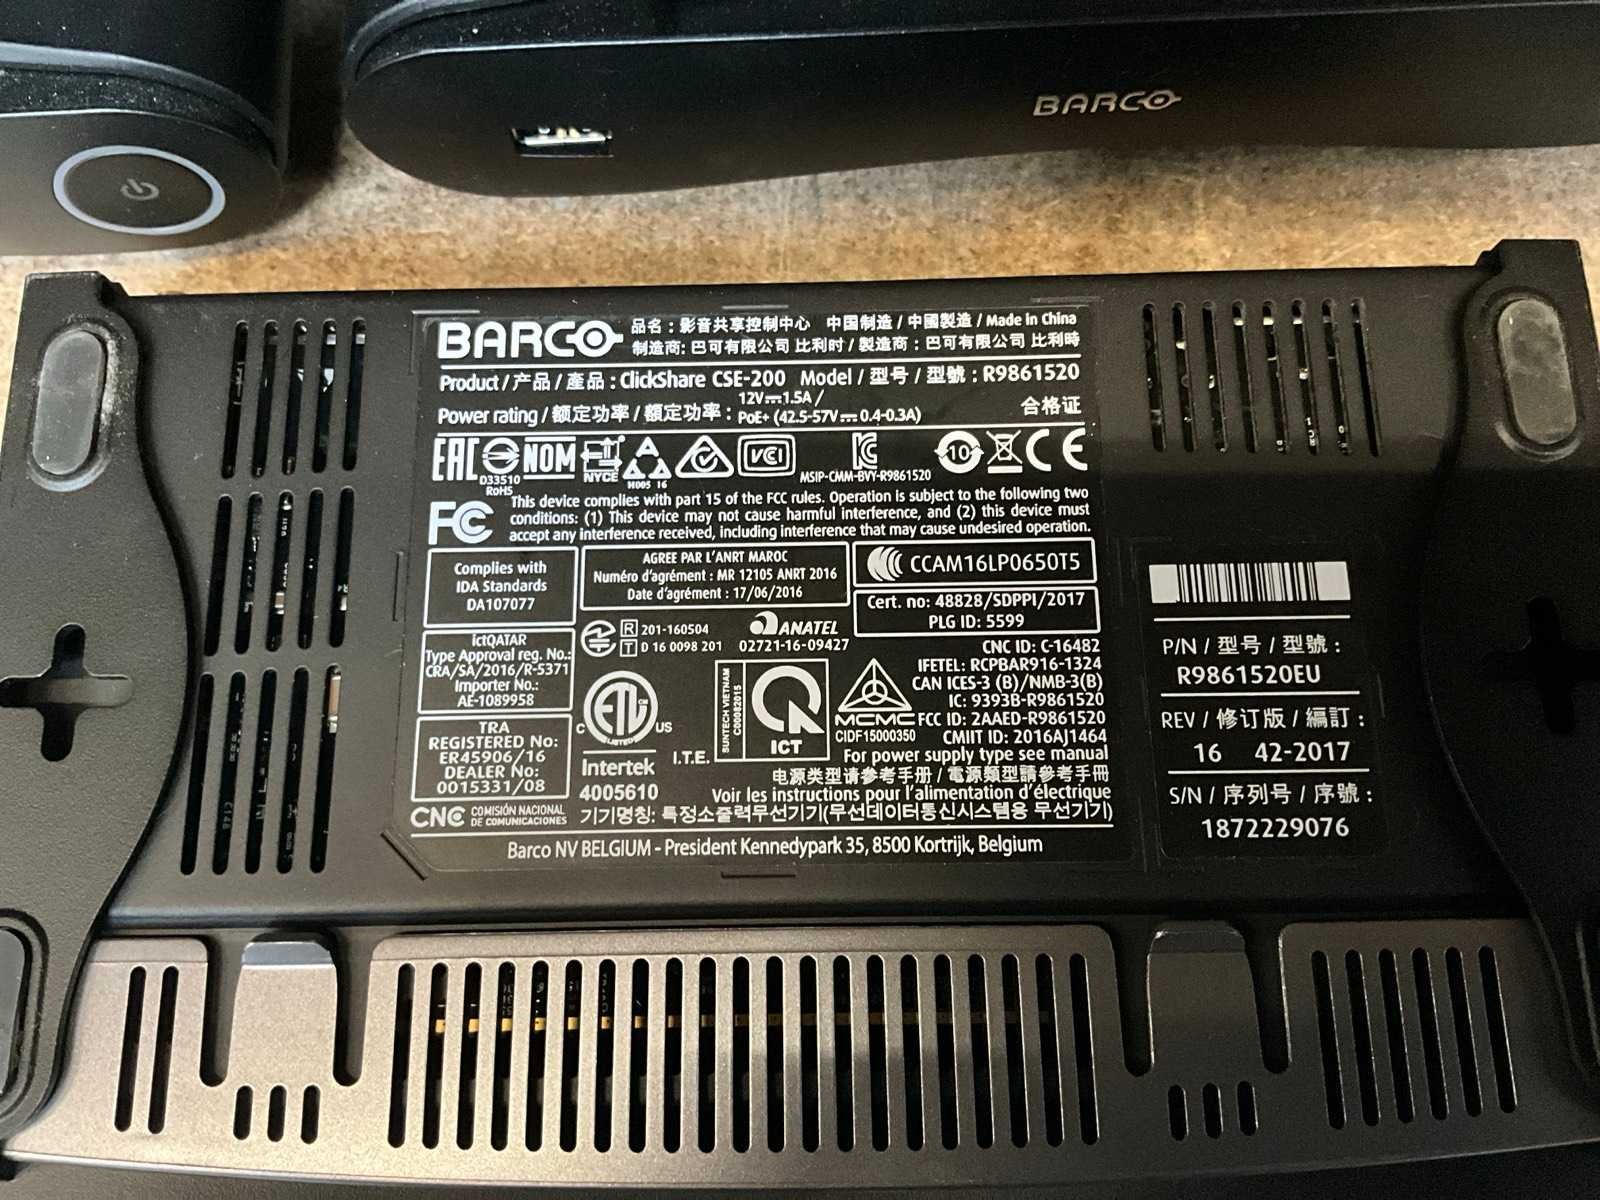 BARCO
BARCO 品名：影音共享控制中心 中国制造 / 中國製造 / Made in China
制造商: 巴可有限公司 比利时 / 製造商：巴可有限公司 比利時
Product / 产品 / 產品 : ClickShare CSE-200 Model / 型号 / 型號 : R9861520
Power rating / 额定功率 / 額定功率 : 12V⎓1.5A /
PoE+ (42.5-57V⎓0.4-0.3A)
合格证
EAC NOM NYCE VCI 10 CE
D33510
RoHS
H005 16
MSIP-CMM-BVY-R9861520
FC This device complies with part 15 of the FCC rules. Operation is subject to the following two
conditions: (1) This device may not cause harmful interference, and (2) this device must
accept any interference received, including interference that may cause undesired operation.
Complies with
IDA Standards
DA107077
AGREE PAR L'ANRT MAROC
Numéro d'agrément : MR 12105 ANRT 2016
Date d'agrément : 17/06/2016
CCAM16LP0650T5
Cert. no: 48828/SDPPI/2017
PLG ID: 5599
ictQATAR
Type Approval reg. No.:
CRA/SA/2016/R-5371
Importer No.:
AE-1089958
R 201-160504
T D 16 0098 201
ANATEL
02721-16-09427
CNC ID: C-16482
IFETEL: RCPBAR916-1324
CAN ICES-3 (B)/NMB-3(B)
IC: 9393B-R9861520
FCC ID: 2AAED-R9861520
CMIIT ID: 2016AJ1464
TRA
REGISTERED No:
ER45906/16
DEALER No:
0015331/08
C ETL CM LISTED US
Intertek
4005610
I.T.E.
SUNTECH VIETNAM
C00082015
ICT
MCMC
CIDF15000350
For power supply type see manual
电源类型请参考手册 / 電源類型請參考手冊
Voir les instructions pour l'alimentation d'électrique
CNC COMISIÓN NACIONAL
DE COMUNICACIONES
기기명칭: 특정소출력무선기기(무선데이터통신시스템용 무선기기)
Barco NV BELGIUM - President Kennedypark 35, 8500 Kortrijk, Belgium
P/N / 型号 / 型號 :
R9861520EU
REV / 修订版 / 編訂 :
16 42-2017
S/N / 序列号 / 序號 :
1872229076